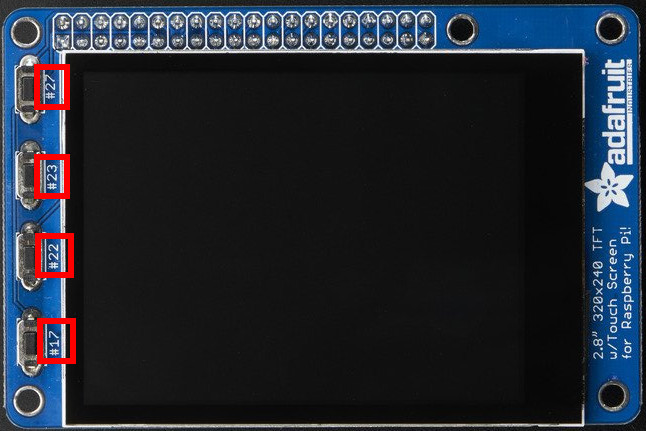 #27
#23
#22
#17
adafruit
2.8" 320x240 TFT
w/Touch Screen
for Raspberry Pi!